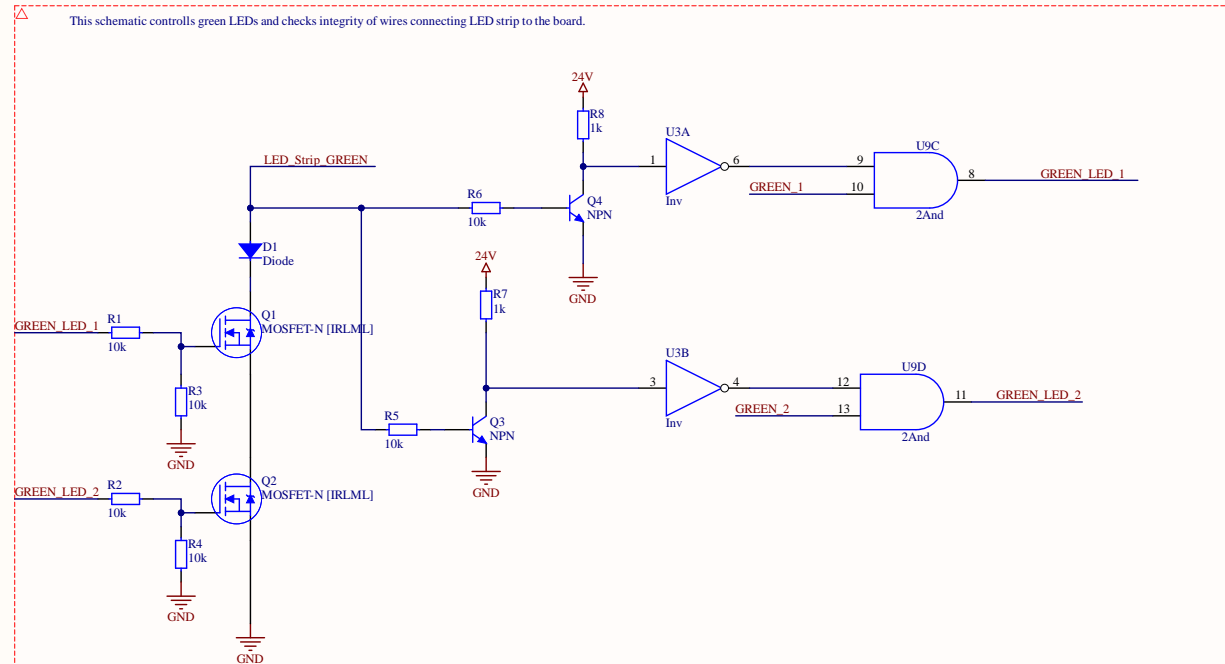 This schematic controlls green LEDs and checks integrity of wires connecting LED strip to the board.
24V
R8
1k
U3A
1
6
Inv
U9C
9
10
8
2And
GREEN_1
GREEN_LED_1
LED_Strip_GREEN
R6
10k
Q4
NPN
GND
D1
Diode
24V
R7
1k
GREEN_LED_1
R1
10k
Q1
MOSFET-N [IRLML]
R3
10k
GND
U3B
3
4
Inv
U9D
12
13
11
2And
GREEN_2
GREEN_LED_2
R5
10k
Q3
NPN
GND
GREEN_LED_2
R2
10k
Q2
MOSFET-N [IRLML]
R4
10k
GND
GND